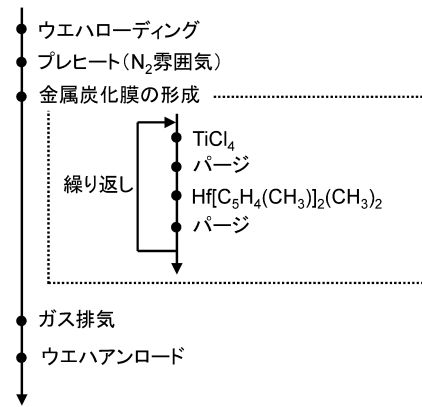 ウエハローディング
プレヒート（N₂雰囲気）
金属炭化膜の形成
TiCl₄
パージ
繰り返し
Hf[C₅H₄(CH₃)]₂(CH₃)₂
パージ
ガス排気
ウエハアンロード